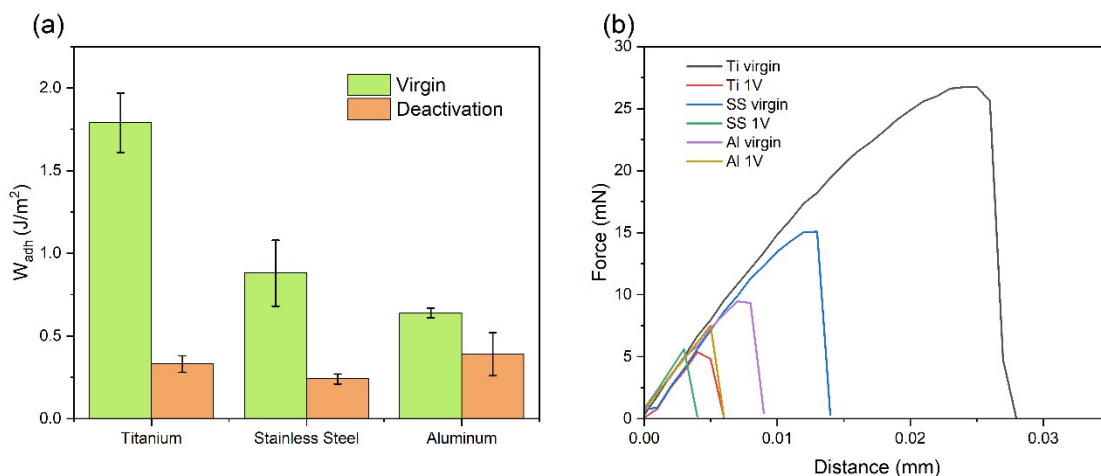 (a)
2.0
1.5
1.0
0.5
0.0
W_adh (J/m²)
Virgin
Deactivation
Titanium Stainless Steel Aluminum
(b)
30
25
20
15
10
5
0
Force (mN)
Ti virgin
Ti 1V
SS virgin
SS 1V
Al virgin
Al 1V
0.00 0.01 0.02 0.03
Distance (mm)